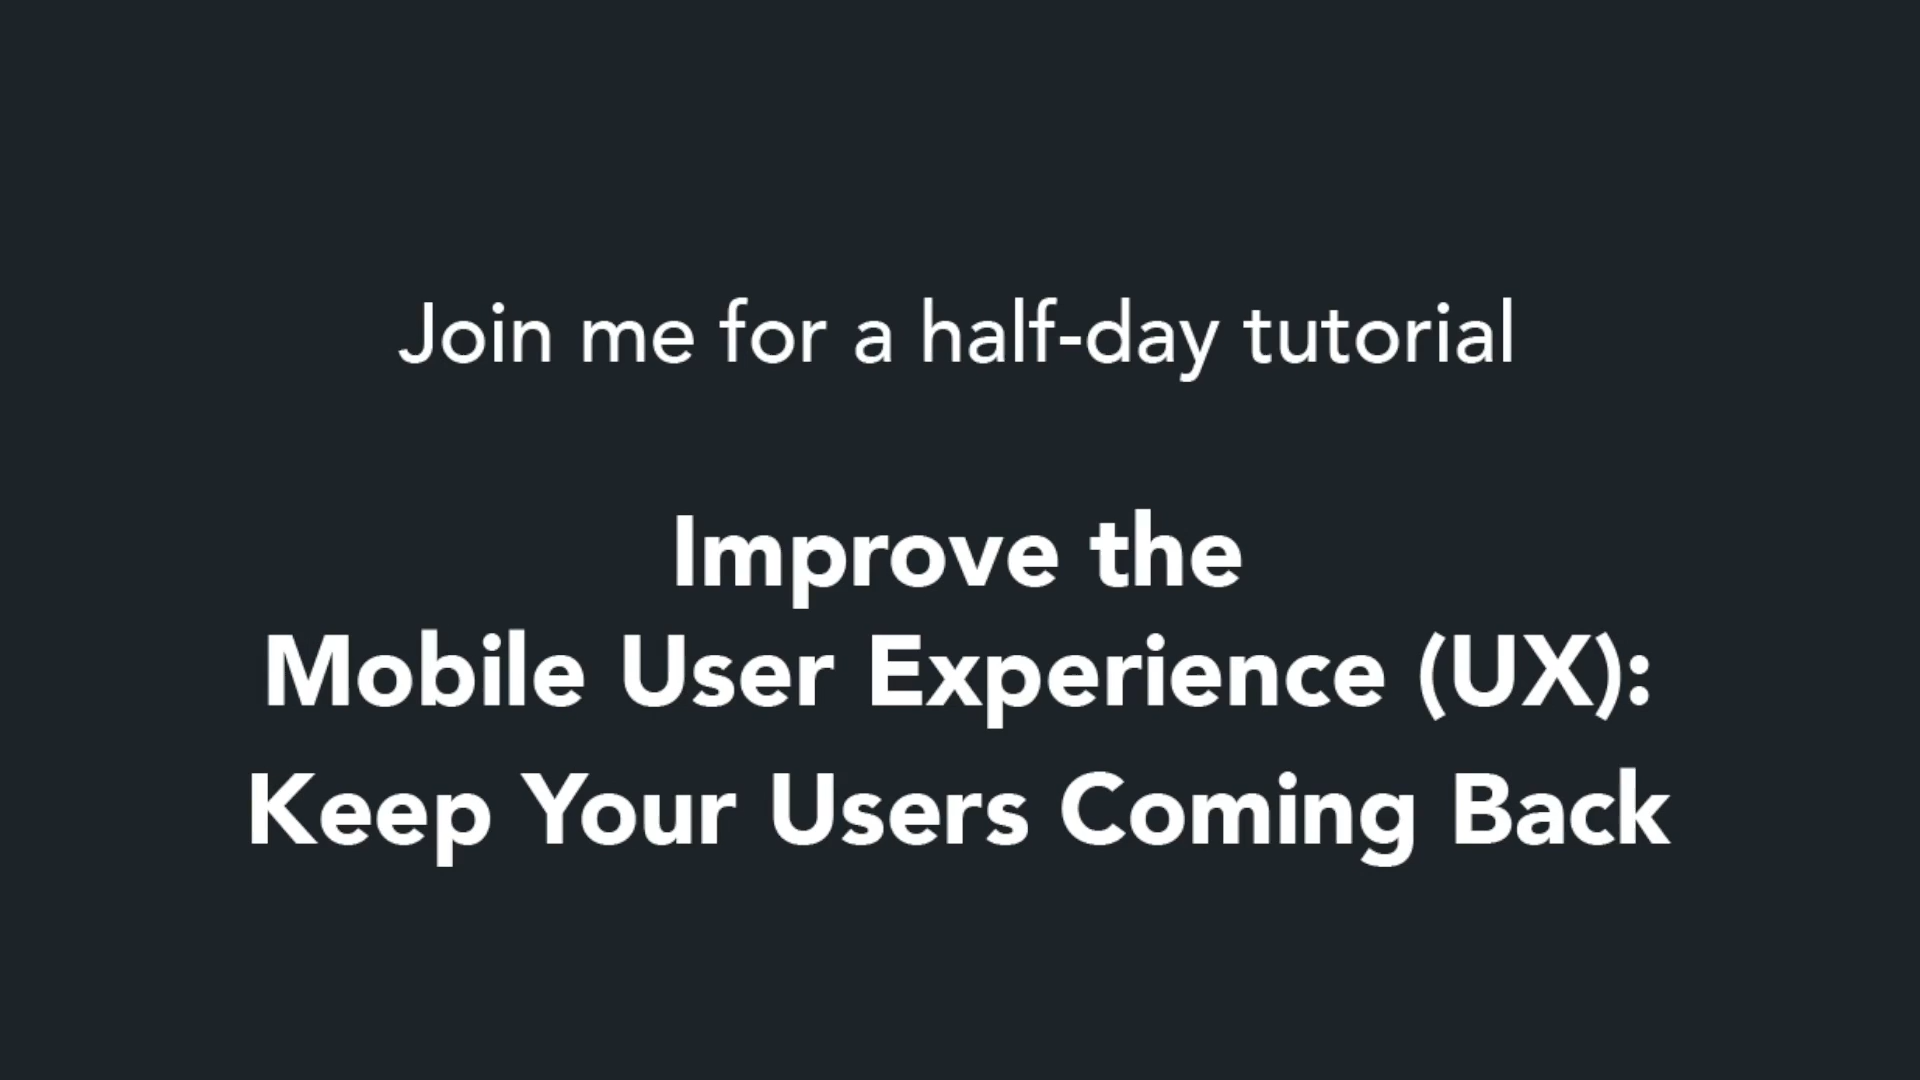 Join me for a half-day tutorial
Improve the
Mobile User Experience (UX):
Keep Your Users Coming Back